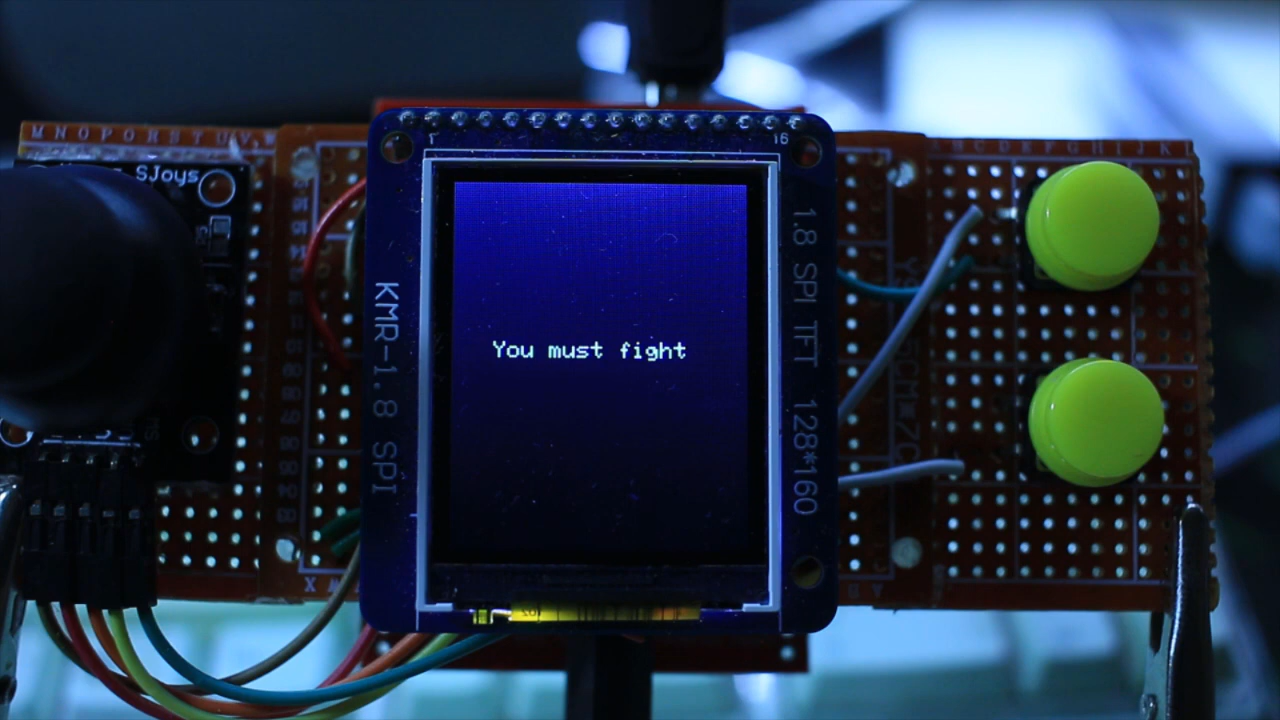 M N O P Q R S T U V W
SJoys
1
16
You must fight
KMR-1.8 SPI
1.8 SPI TFT 128*160